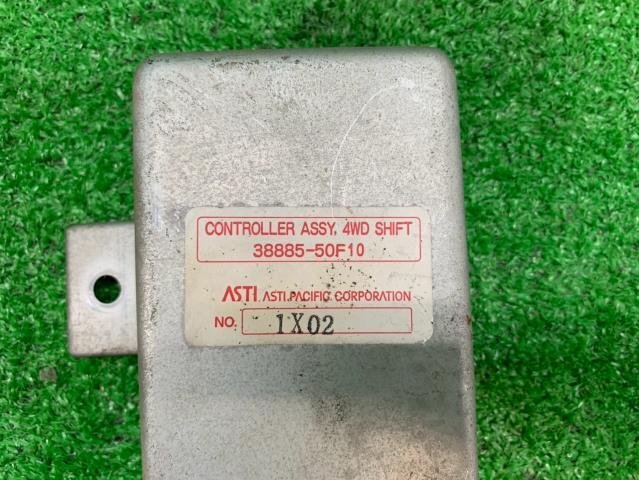 CONTROLLER ASSY, 4WD SHIFT
38885-50F10
ASTI ASTI PACIFIC CORPORATION
NO. 1X02